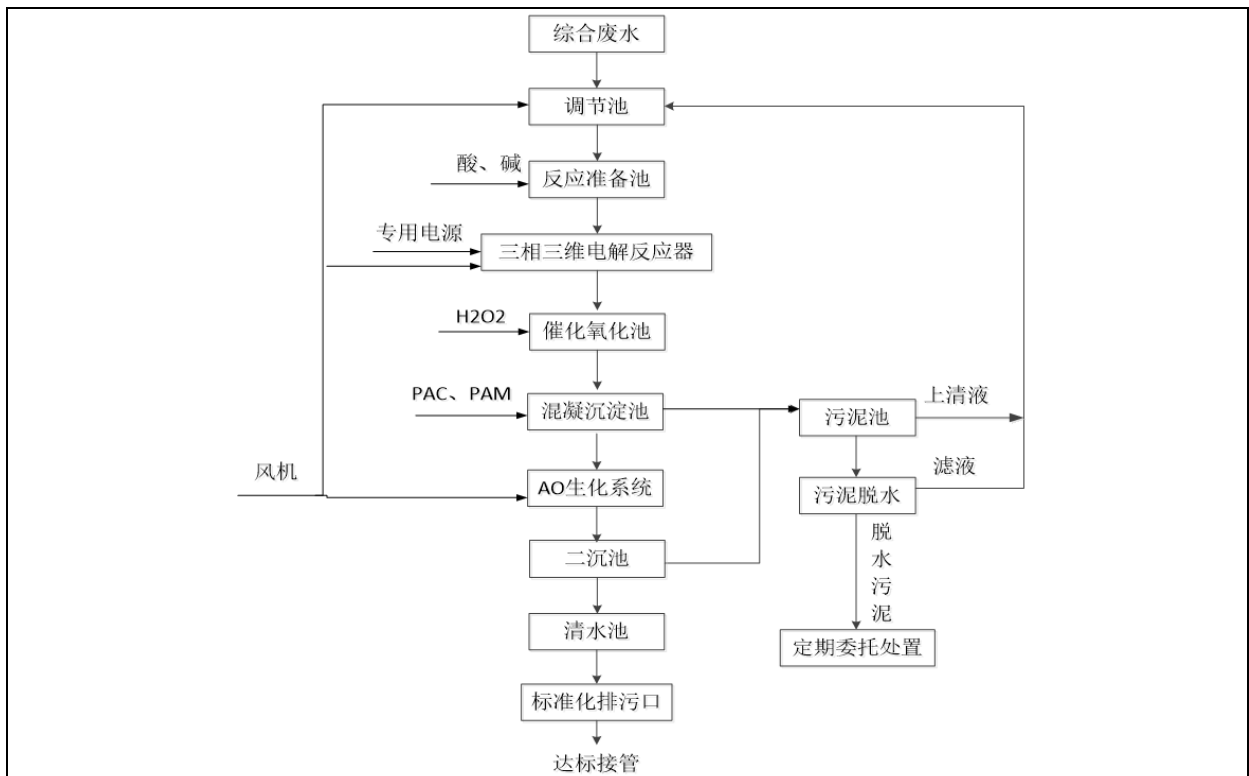 综合废水
调节池
酸、碱
反应准备池
专用电源
三相三维电解反应器
H2O2
催化氧化池
PAC、PAM
混凝沉淀池
污泥池
上清液
风机
AO生化系统
污泥脱水
滤液
脱水污泥
二沉池
清水池
定期委托处置
标准化排污口
达标接管